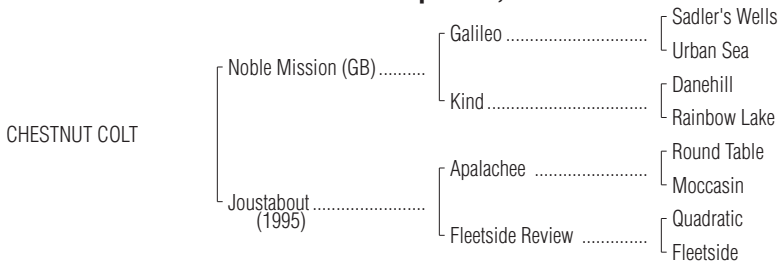 Sadler's Wells
Galileo ........................................
Urban Sea
Noble Mission (GB)..........
Danehill
Kind.............................................
Rainbow Lake
CHESTNUT COLT
Round Table
Apalachee ................................
Moccasin
Joustabout ...........................
(1995)
Quadratic
Fleetside Review ..................
Fleetside